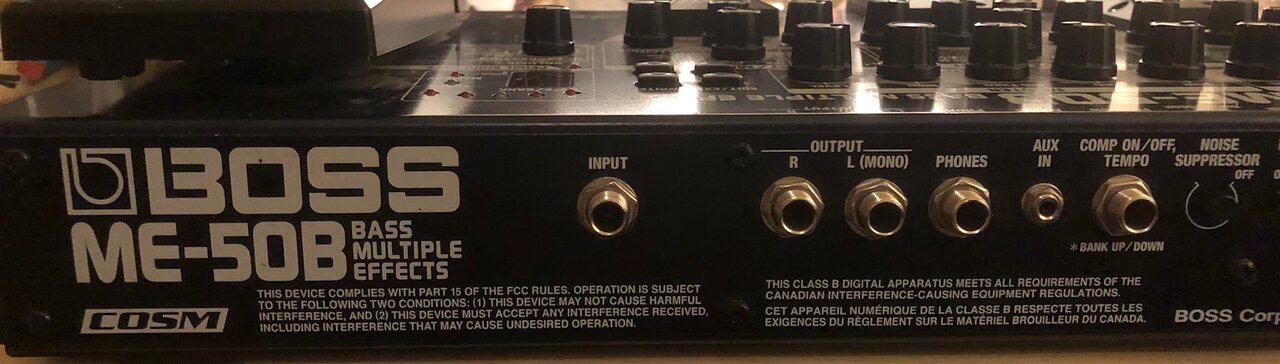 BOSS
ME-50B
BASS
MULTIPLE
EFFECTS
COSM
THIS DEVICE COMPLIES WITH PART 15 OF THE FCC RULES. OPERATION IS SUBJECT
TO THE FOLLOWING TWO CONDITIONS: (1) THIS DEVICE MAY NOT CAUSE HARMFUL
INTERFERENCE, AND (2) THIS DEVICE MUST ACCEPT ANY INTERFERENCE RECEIVED,
INCLUDING INTERFERENCE THAT MAY CAUSE UNDESIRED OPERATION.
INPUT
OUTPUT
R
L (MONO)
PHONES
AUX
IN
COMP ON/OFF,
TEMPO
*BANK UP/DOWN
NOISE
SUPPRESSOR
OFF
THIS CLASS B DIGITAL APPARATUS MEETS ALL REQUIREMENTS OF THE
CANADIAN INTERFERENCE-CAUSING EQUIPMENT REGULATIONS.
CET APPAREIL NUMÉRIQUE DE LA CLASSE B RESPECTE TOUTES LES
EXIGENCES DU RÈGLEMENT SUR LE MATÉRIEL BROUILLEUR DU CANADA.
BOSS Corp